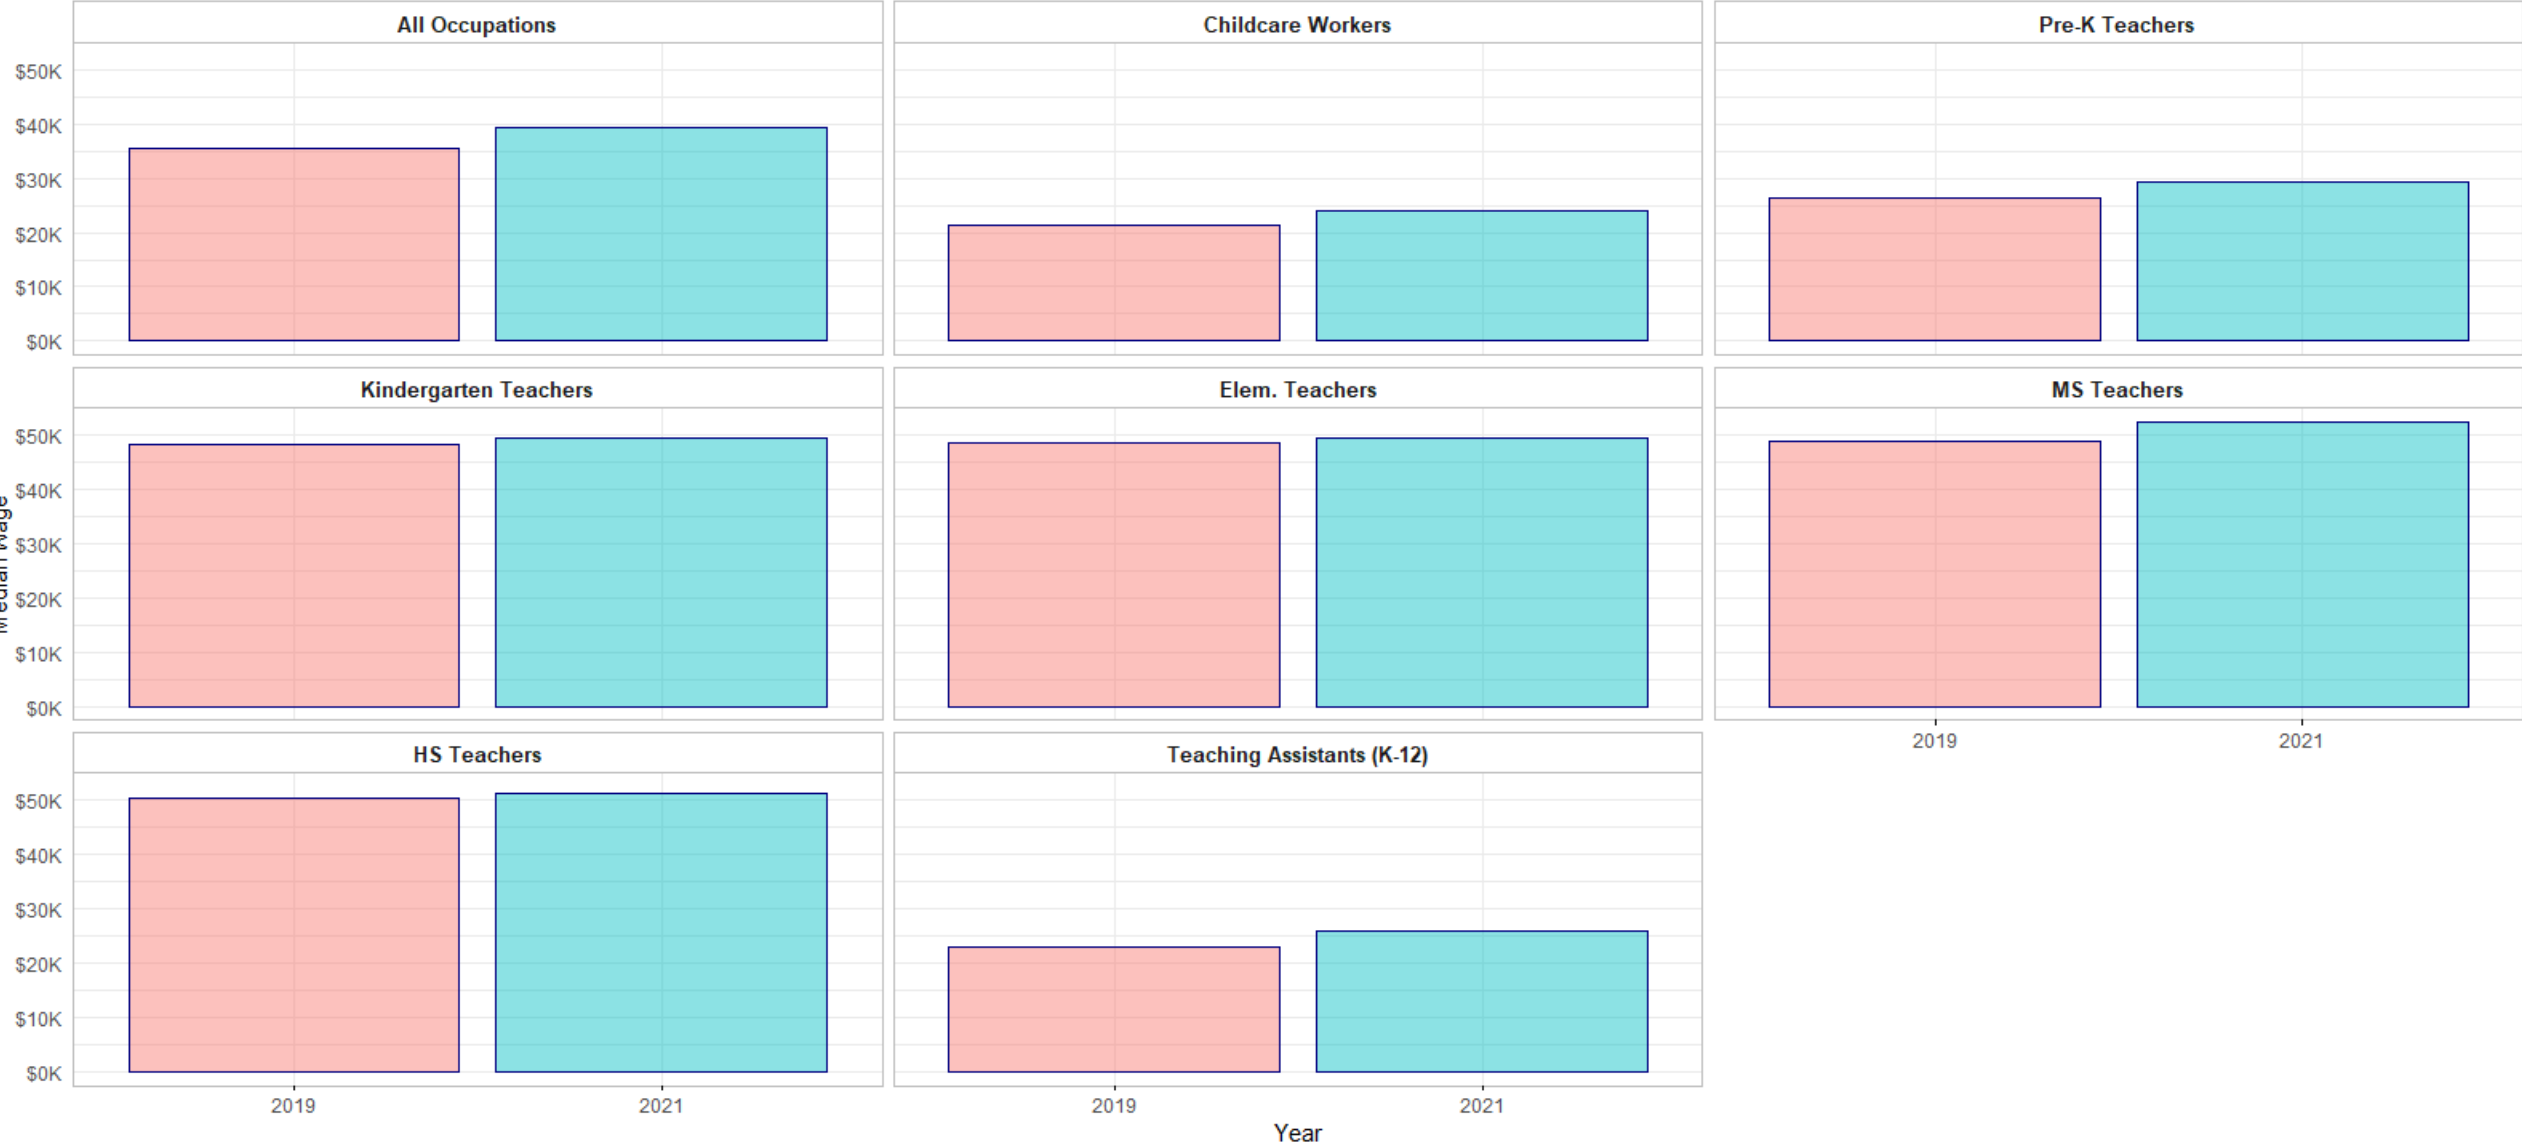 All Occupations
Childcare Workers
Pre-K Teachers
$50K
$40K
$30K
$20K
$10K
$0K
Kindergarten Teachers
Elem. Teachers
MS Teachers
$50K
$40K
$30K
$20K
$10K
$0K
Median Wage
2019
2021
HS Teachers
Teaching Assistants (K-12)
$50K
$40K
$30K
$20K
$10K
$0K
2019
2021
2019
2021
Year